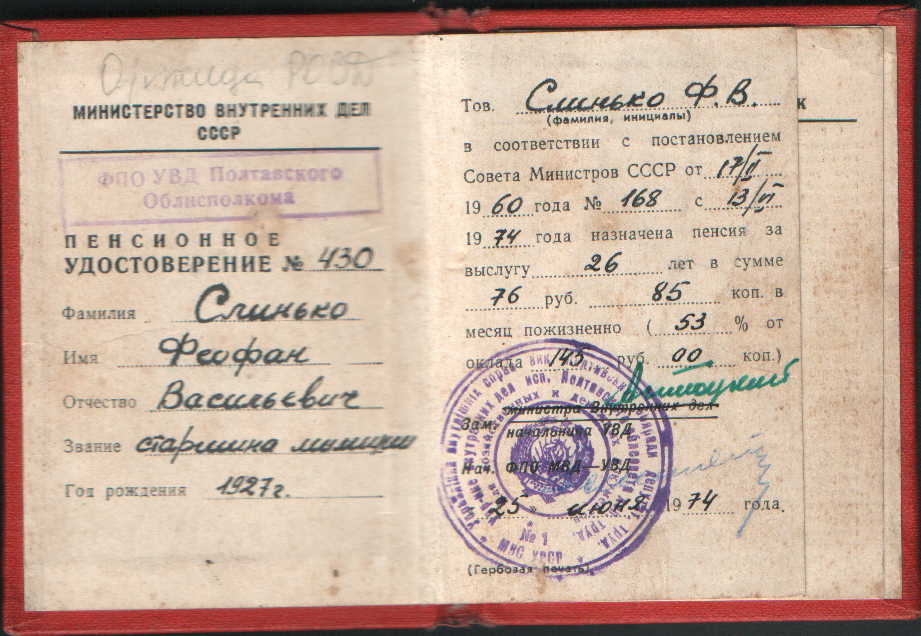 Оржица РОВД
МИНИСТЕРСТВО ВНУТРЕННИХ ДЕЛ
СССР
ФПО УВД Полтавского
Облисполкома
ПЕНСИОННОЕ
УДОСТОВЕРЕНИЕ № 430
Фамилия Слинько
Имя Феофан
Отчество Васильевич
Звание старшина милиции
Год рождения 1927г.
Тов. Слинько Ф.В.
(фамилия, инициалы)
в соответствии с постановлением
Совета Министров СССР от 17/II
1960 года № 168 с 13/VI
1974 года назначена пенсия за
выслугу 26 лет в сумме
76 руб. 85 коп. в
месяц пожизненно ( 53 % от
оклада 145 руб. 00 коп.)
Зам. министра Внутренних дел
начальника УВД
Нач. ФПО МВД—УВД
25 июня 1974 года.
№ 1
МВС УРСР
(Гербовая печать)
к